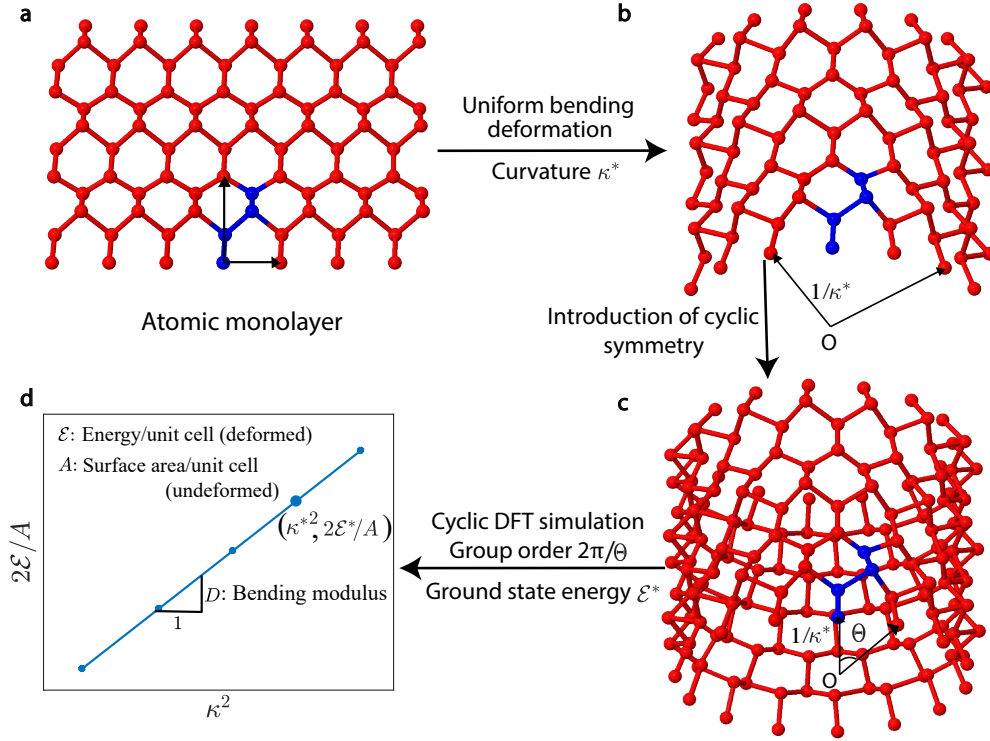 a
Atomic monolayer
Uniform bending
deformation
Curvature κ*
b
1/κ*
O
Introduction of cyclic
symmetry
c
1/κ*
Θ
O
Cyclic DFT simulation
Group order 2π/Θ
Ground state energy ℰ*
d
ℰ: Energy/unit cell (deformed)
A: Surface area/unit cell
(undeformed)
(κ*², 2ℰ*/A)
D: Bending modulus
1
2ℰ/A
κ²